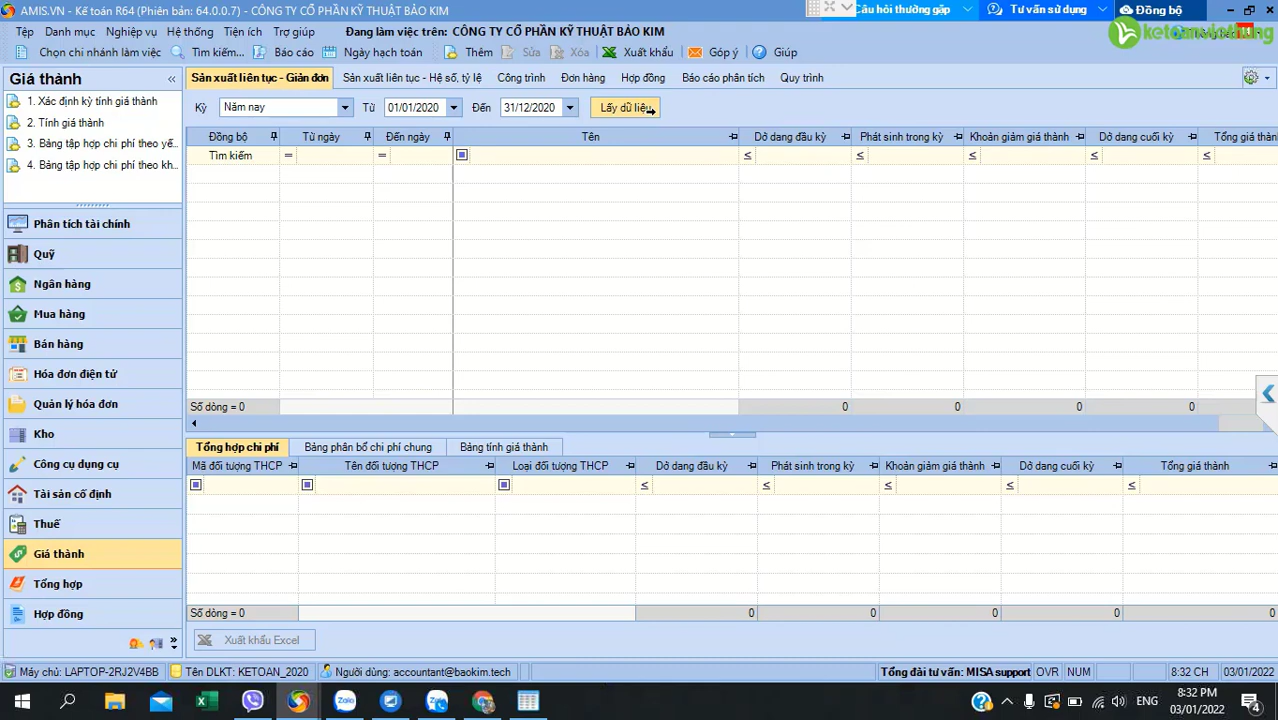 AMIS.VN - Kế toán R64 (Phiên bản: 64.0.0.7) - CÔNG TY CỔ PHẦN KỸ THUẬT BẢO KIM
Câu hỏi thường gặp
Tư vấn sử dụng
Đồng bộ
Tệp Danh mục Nghiệp vụ Hệ thống Tiện ích Trợ giúp
Đang làm việc trên: CÔNG TY CỔ PHẦN KỸ THUẬT BẢO KIM
ketoanviethung
Chọn chi nhánh làm việc Tìm kiếm... Báo cáo Ngày hạch toán Thêm Sửa Xóa Xuất khẩu Góp ý Giúp
Giá thành «
1. Xác định kỳ tính giá thành
2. Tính giá thành
3. Bảng tập hợp chi phí theo yế...
4. Bảng tập hợp chi phí theo kh...
Sản xuất liên tục - Giản đơn Sản xuất liên tục - Hệ số, tỷ lệ Công trình Đơn hàng Hợp đồng Báo cáo phân tích Quy trình
Kỳ Năm nay Từ 01/01/2020 Đến 31/12/2020 Lấy dữ liệu
Đồng bộ Từ ngày Đến ngày Tên Dở dang đầu kỳ Phát sinh trong kỳ Khoản giảm giá thành Dở dang cuối kỳ Tổng giá thàn
Tìm kiếm = = ≤ ≤ ≤ ≤ ≤
Số dòng = 0 0 0 0 0
Phân tích tài chính
Quỹ
Ngân hàng
Mua hàng
Bán hàng
Hóa đơn điện tử
Quản lý hóa đơn
Kho
Công cụ dụng cụ
Tài sản cố định
Thuế
Giá thành
Tổng hợp
Hợp đồng
Tổng hợp chi phí Bảng phân bổ chi phí chung Bảng tính giá thành
Mã đối tượng THCP Tên đối tượng THCP Loại đối tượng THCP Dở dang đầu kỳ Phát sinh trong kỳ Khoản giảm giá thành Dở dang cuối kỳ Tổng giá thành
≤ ≤ ≤ ≤ ≤
Số dòng = 0 0 0 0 0 0
Xuất khẩu Excel
Máy chủ: LAPTOP-2RJ2V4BB Tên DLKT: KETOAN_2020 Người dùng: accountant@baokim.tech Tổng đài tư vấn: MISA support OVR NUM 8:32 CH 03/01/2022
Zalo
ENG
8:32 PM
03/01/2022
4